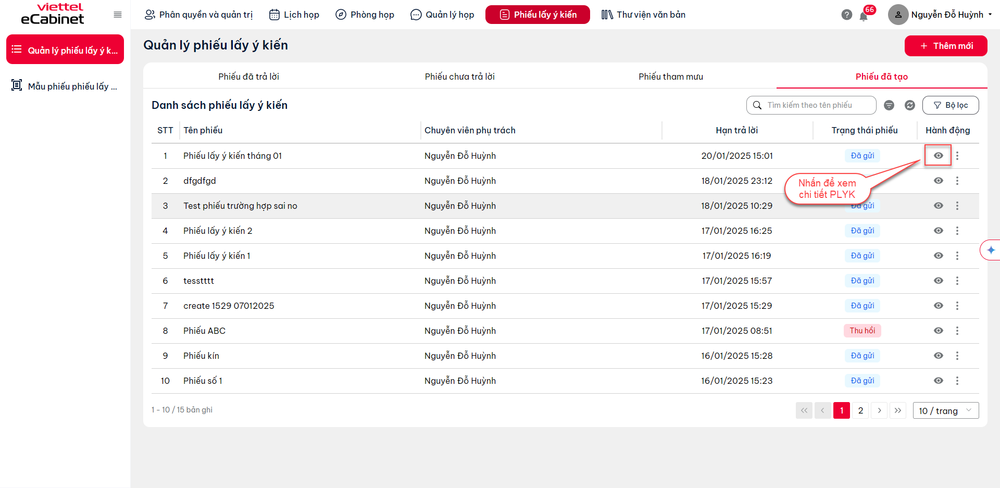 viettel
eCabinet
Phân quyền và quản trị
Lịch họp
Phòng họp
Quản lý họp
Phiếu lấy ý kiến
Thư viện văn bản
66
Nguyễn Đỗ Huỳnh
Quản lý phiếu lấy ý k...
Mẫu phiếu phiếu lấy ...
Quản lý phiếu lấy ý kiến
Thêm mới
Phiếu đã trả lời
Phiếu chưa trả lời
Phiếu tham mưu
Phiếu đã tạo
Danh sách phiếu lấy ý kiến
Tìm kiếm theo tên phiếu
Bộ lọc
STT Tên phiếu Chuyên viên phụ trách Hạn trả lời Trạng thái phiếu Hành động
1 Phiếu lấy ý kiến tháng 01 Nguyễn Đỗ Huỳnh 20/01/2025 15:01 Đã gửi
2 dfgdfgd Nguyễn Đỗ Huỳnh 18/01/2025 23:12
Nhấn để xem
chi tiết PLYK
3 Test phiếu trường hợp sai no Nguyễn Đỗ Huỳnh 18/01/2025 10:29 Đã gửi
4 Phiếu lấy ý kiến 2 Nguyễn Đỗ Huỳnh 17/01/2025 16:25 Đã gửi
5 Phiếu lấy ý kiến 1 Nguyễn Đỗ Huỳnh 17/01/2025 16:19 Đã gửi
6 tesstttt Nguyễn Đỗ Huỳnh 17/01/2025 15:57 Đã gửi
7 create 1529 07012025 Nguyễn Đỗ Huỳnh 17/01/2025 15:29 Đã gửi
8 Phiếu ABC Nguyễn Đỗ Huỳnh 17/01/2025 08:51 Thu hồi
9 Phiếu kín Nguyễn Đỗ Huỳnh 16/01/2025 15:28 Đã gửi
10 Phiếu số 1 Nguyễn Đỗ Huỳnh 16/01/2025 15:23 Đã gửi
1 - 10 / 15 bản ghi
1 2
10 / trang